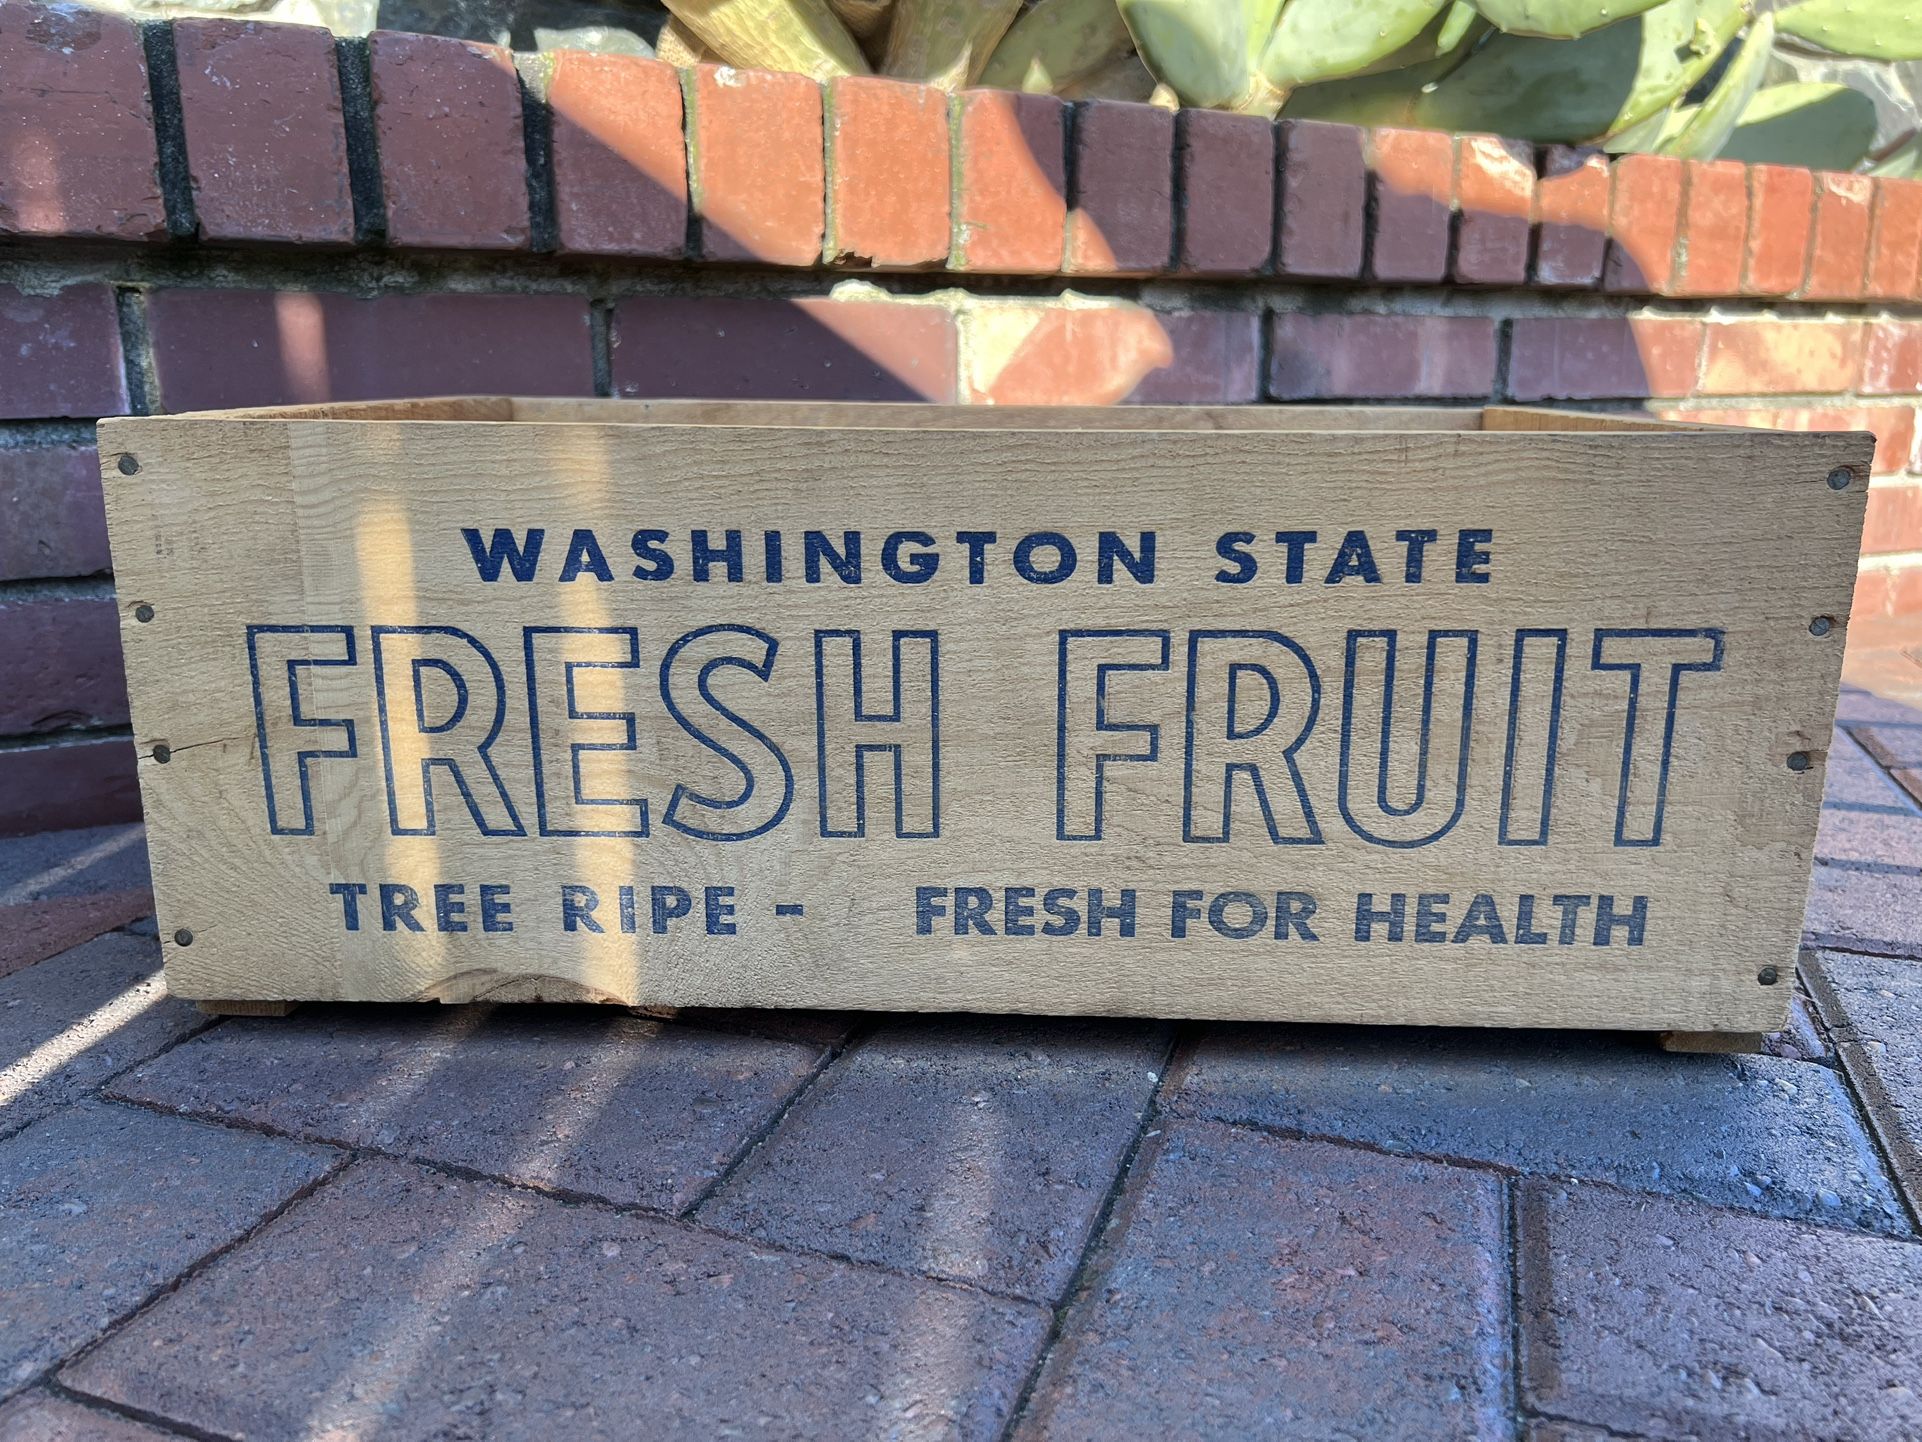 WASHINGTON STATE
FRESH FRUIT
TREE RIPE - FRESH FOR HEALTH